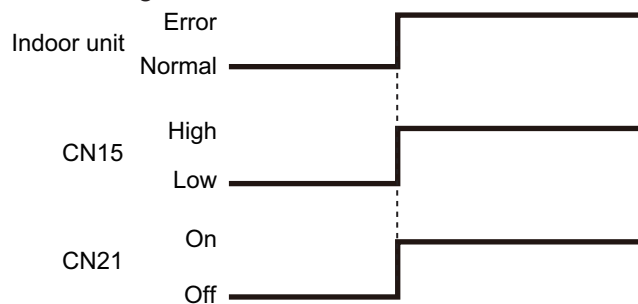 Error
Indoor unit
Normal
High
CN15
Low
On
CN21
Off